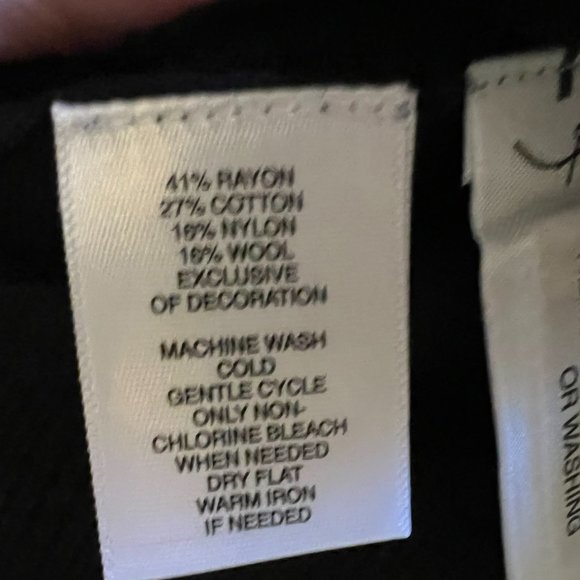 41% RAYON
27% COTTON
16% NYLON
16% WOOL
EXCLUSIVE
OF DECORATION
MACHINE WASH
COLD
GENTLE CYCLE
ONLY NON-
CHLORINE BLEACH
WHEN NEEDED
DRY FLAT
WARM IRON
IF NEEDED
OR WASHING